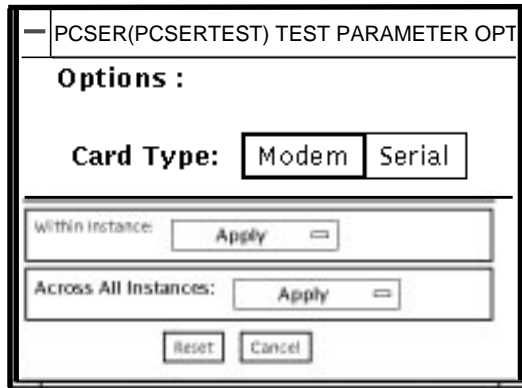 PCSER(PCSERTEST) TEST PARAMETER OPT
Options :
Card Type: Modem Serial
Within Instance: Apply
Across All Instances: Apply
Reset Cancel